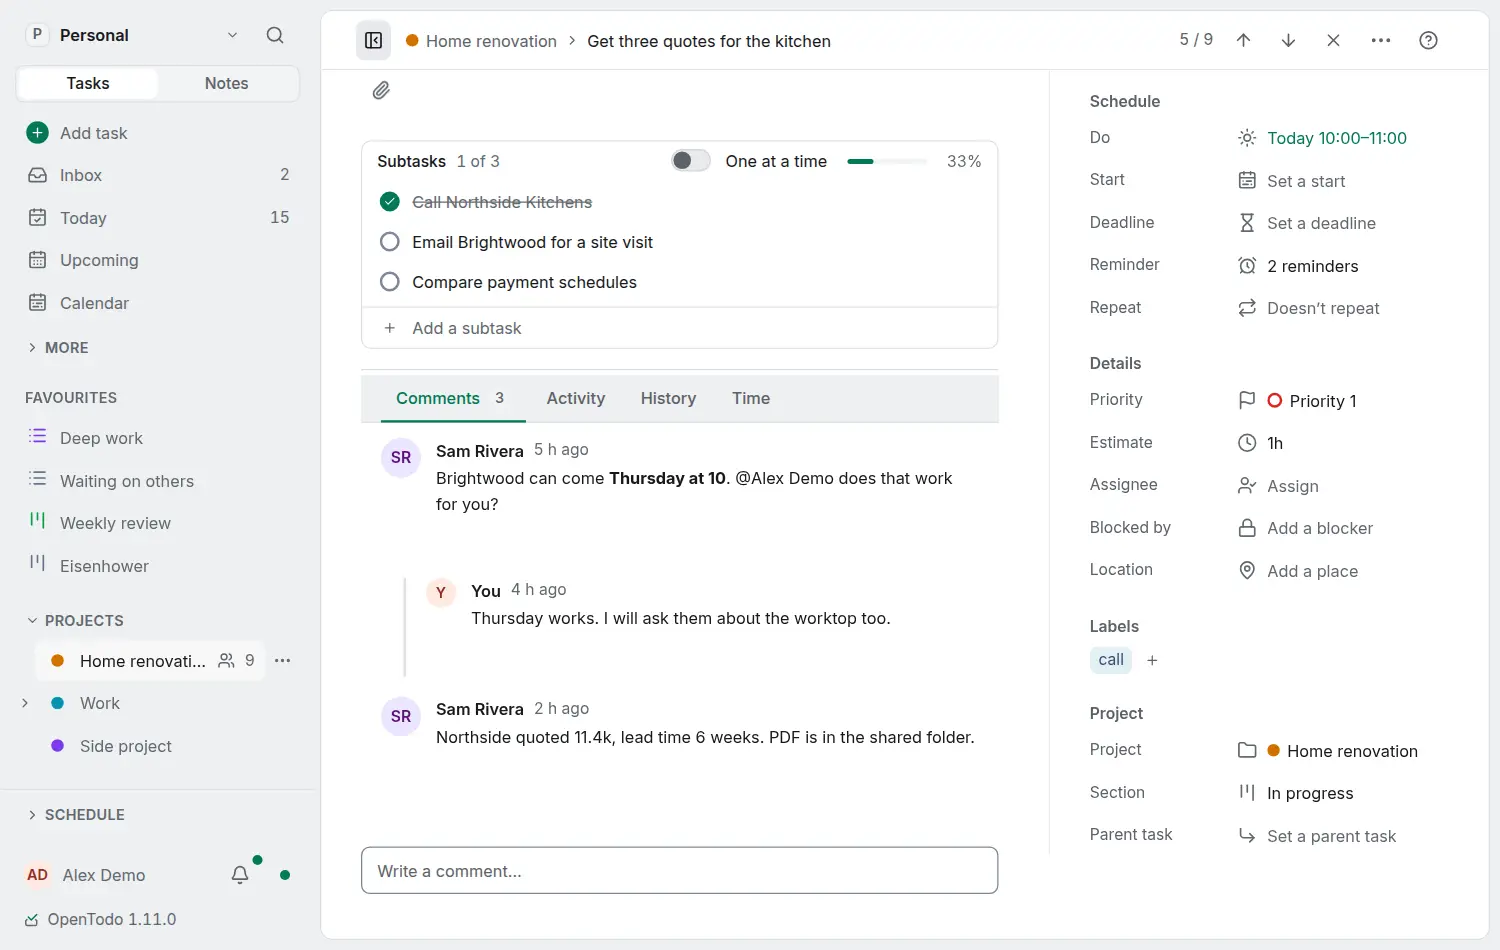 P Personal
Tasks Notes
Add task
Inbox 2
Today 15
Upcoming
Calendar
MORE
FAVOURITES
Deep work
Waiting on others
Weekly review
Eisenhower
PROJECTS
Home renovati... 9
Work
Side project
SCHEDULE
AD Alex Demo
OpenTodo 1.11.0
Home renovation > Get three quotes for the kitchen
5 / 9
Subtasks 1 of 3 One at a time 33%
Call Northside Kitchens
Email Brightwood for a site visit
Compare payment schedules
+ Add a subtask
Comments 3 Activity History Time
SR Sam Rivera 5 h ago
Brightwood can come Thursday at 10. @Alex Demo does that work
for you?
Y You 4 h ago
Thursday works. I will ask them about the worktop too.
SR Sam Rivera 2 h ago
Northside quoted 11.4k, lead time 6 weeks. PDF is in the shared folder.
Write a comment...
Schedule
Do Today 10:00–11:00
Start Set a start
Deadline Set a deadline
Reminder 2 reminders
Repeat Doesn't repeat
Details
Priority Priority 1
Estimate 1h
Assignee Assign
Blocked by Add a blocker
Location Add a place
Labels
call +
Project
Project Home renovation
Section In progress
Parent task Set a parent task